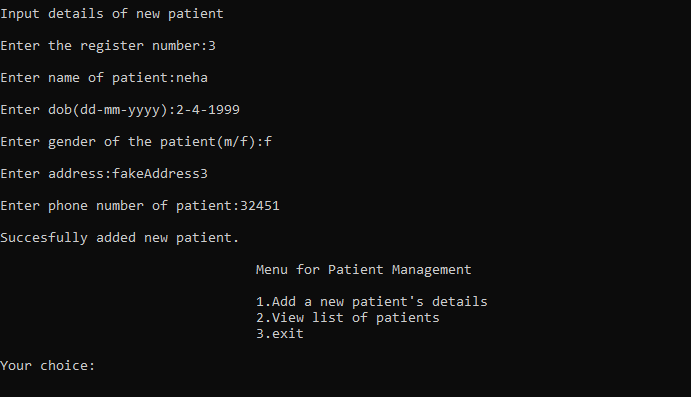 Input details of new patient
Enter the register number:3
Enter name of patient:neha
Enter dob(dd-mm-yyyy):2-4-1999
Enter gender of the patient(m/f):f
Enter address:fakeAddress3
Enter phone number of patient:32451
Succesfully added new patient.
Menu for Patient Management
1.Add a new patient's details
2.View list of patients
3.exit
Your choice: